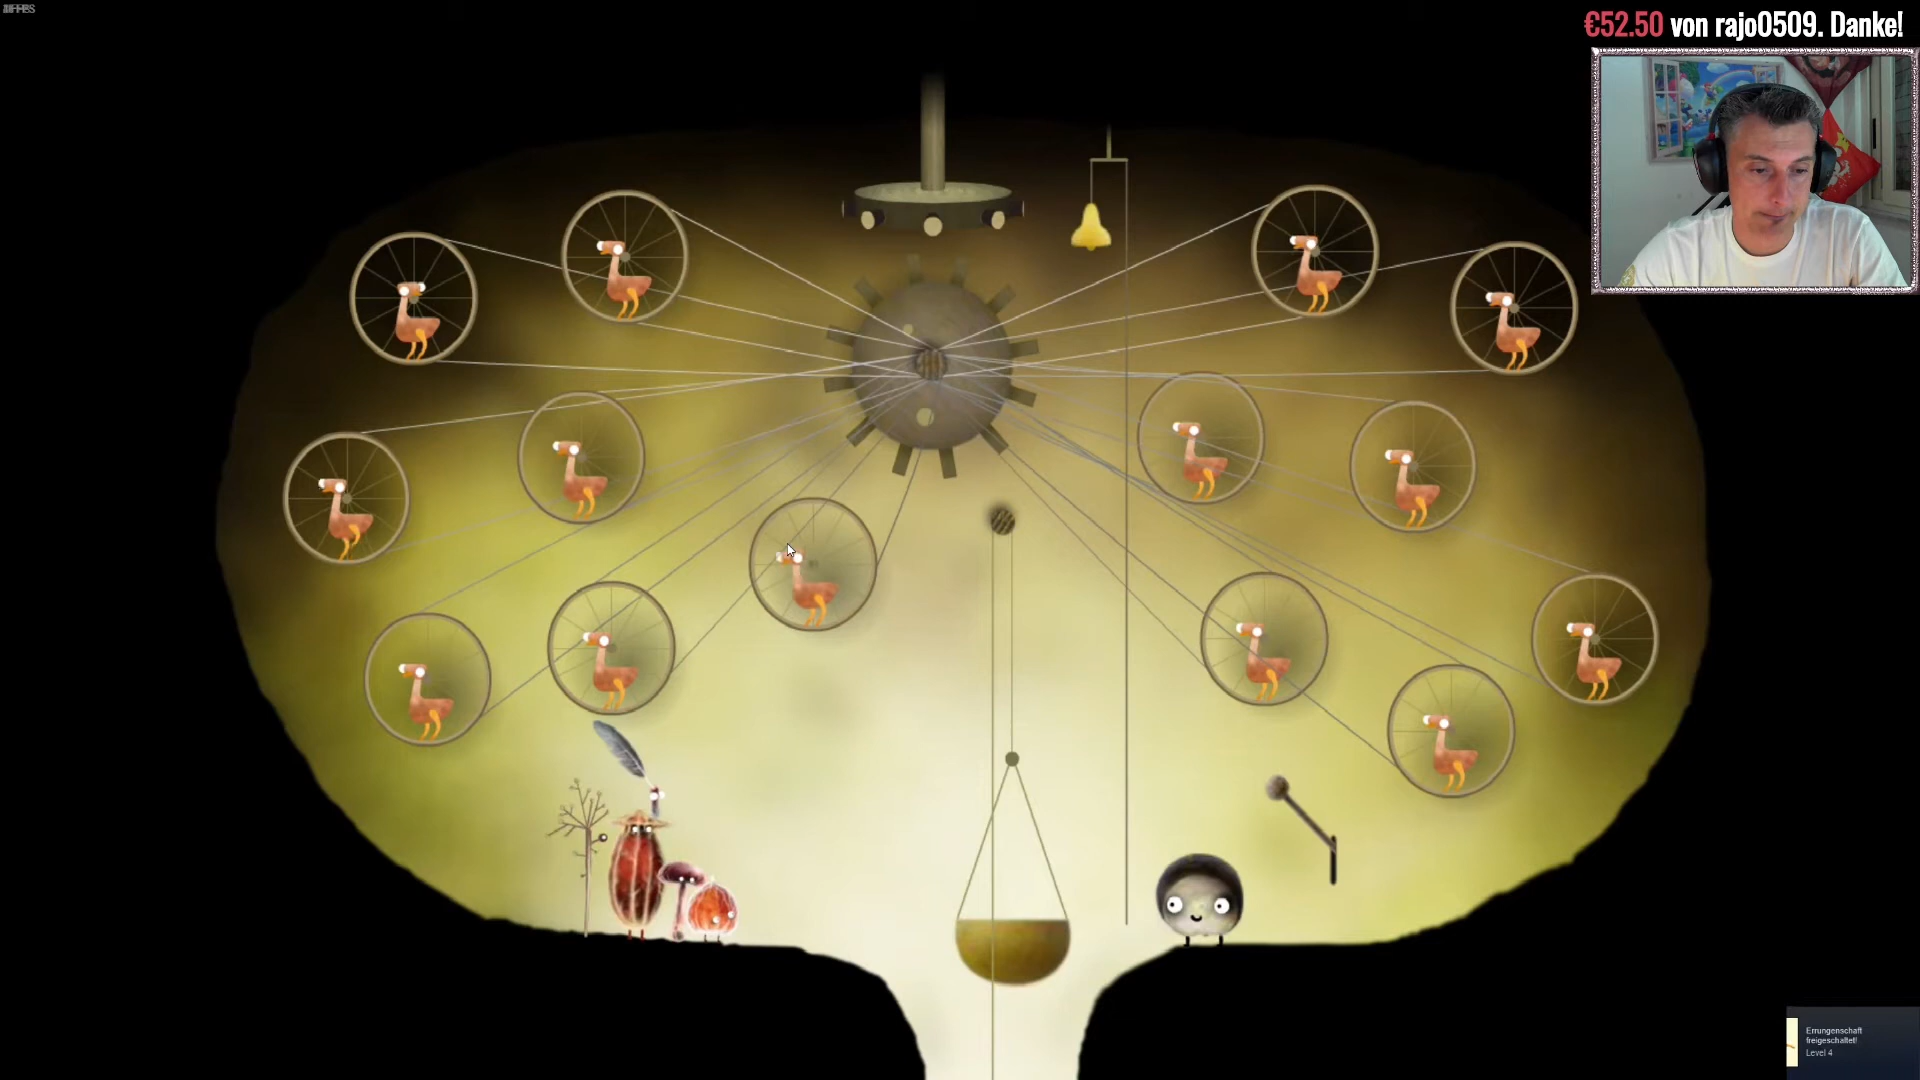 €52.50 von rajo0509. Danke!
Errungenschaft
freigeschaltet!
Level 4